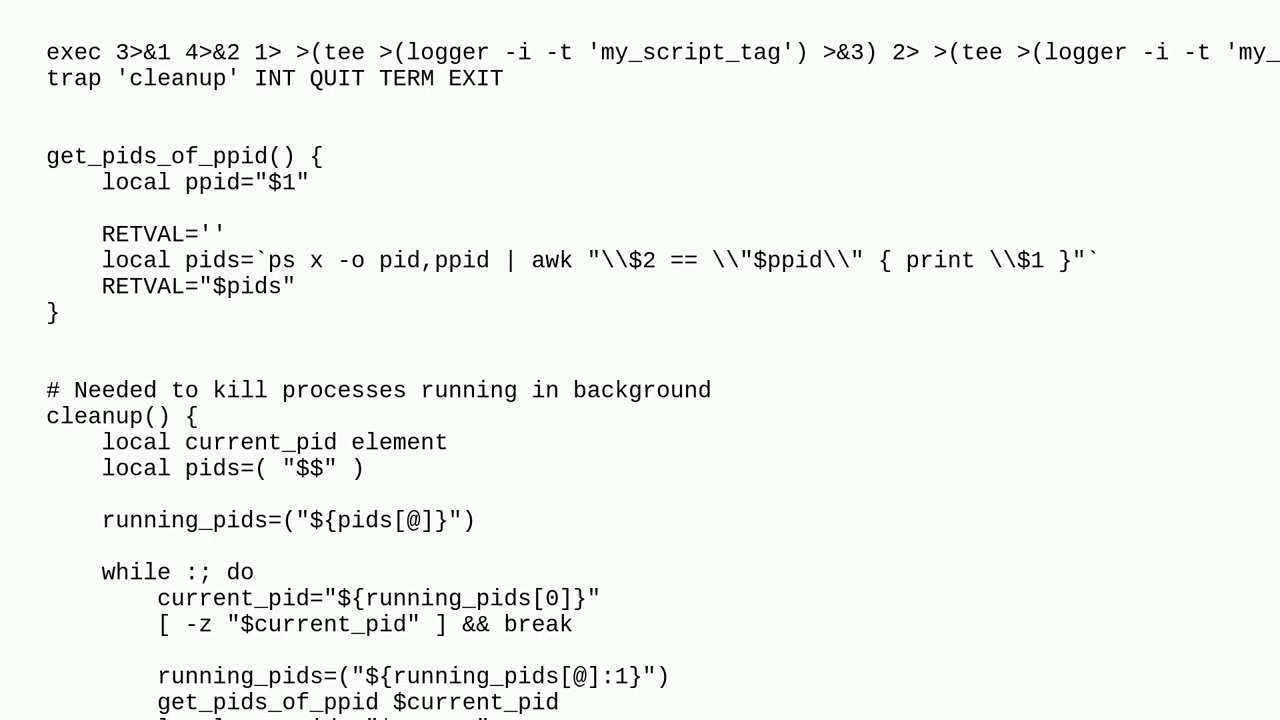 exec 3>&1 4>&2 1> >(tee >(logger -i -t 'my_script_tag') >&3) 2> >(tee >(logger -i -t 'my_
trap 'cleanup' INT QUIT TERM EXIT
get_pids_of_ppid() {
    local ppid="$1"
    RETVAL=''
    local pids=`ps x -o pid,ppid | awk "\\$2 == \\"$ppid\\" { print \\$1 }"`
    RETVAL="$pids"
}
# Needed to kill processes running in background
cleanup() {
    local current_pid element
    local pids=( "$$" )
    running_pids=("${pids[@]}")
    while :; do
        current_pid="${running_pids[0]}"
        [ -z "$current_pid" ] && break
        running_pids=("${running_pids[@]:1}")
        get_pids_of_ppid $current_pid